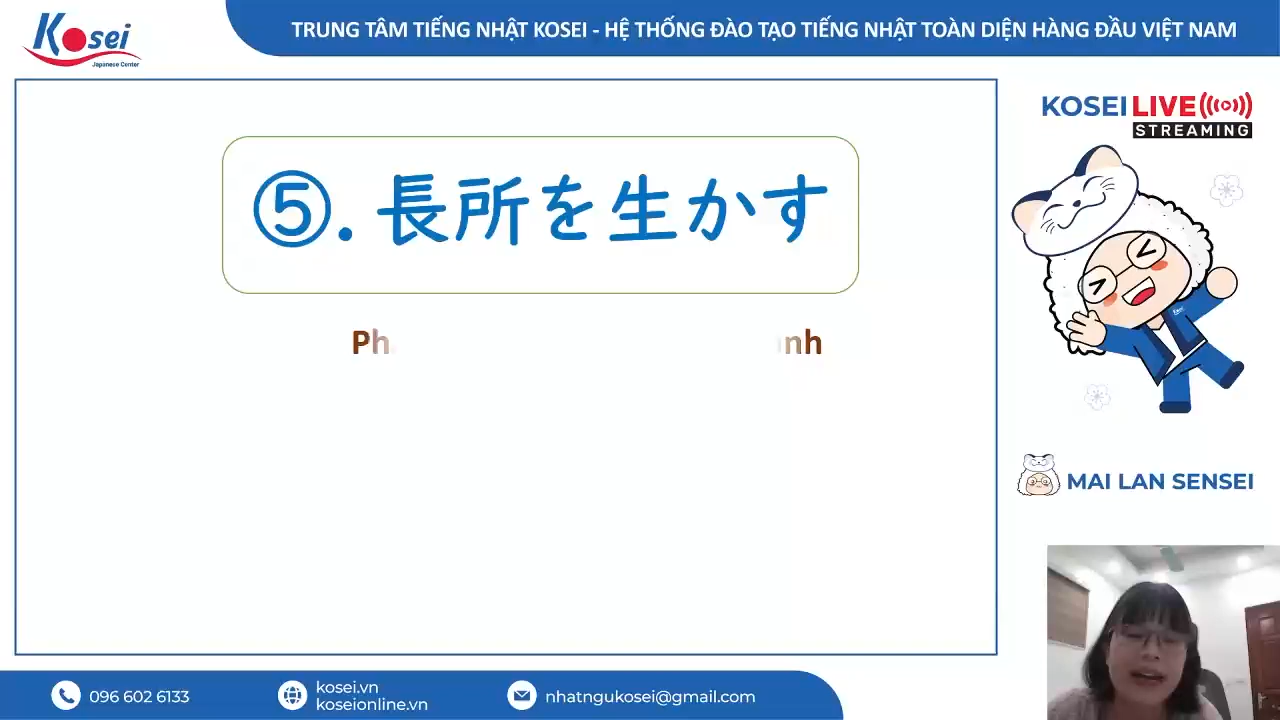 Kosei
Japanese Center
TRUNG TÂM TIẾNG NHẬT KOSEI - HỆ THỐNG ĐÀO TẠO TIẾNG NHẬT TOÀN DIỆN HÀNG ĐẦU VIỆT NAM
KOSEI LIVE
STREAMING
⑤. 長所を生かす
MAI LAN SENSEI
096 602 6133
kosei.vn
koseionline.vn
nhatngukosei@gmail.com